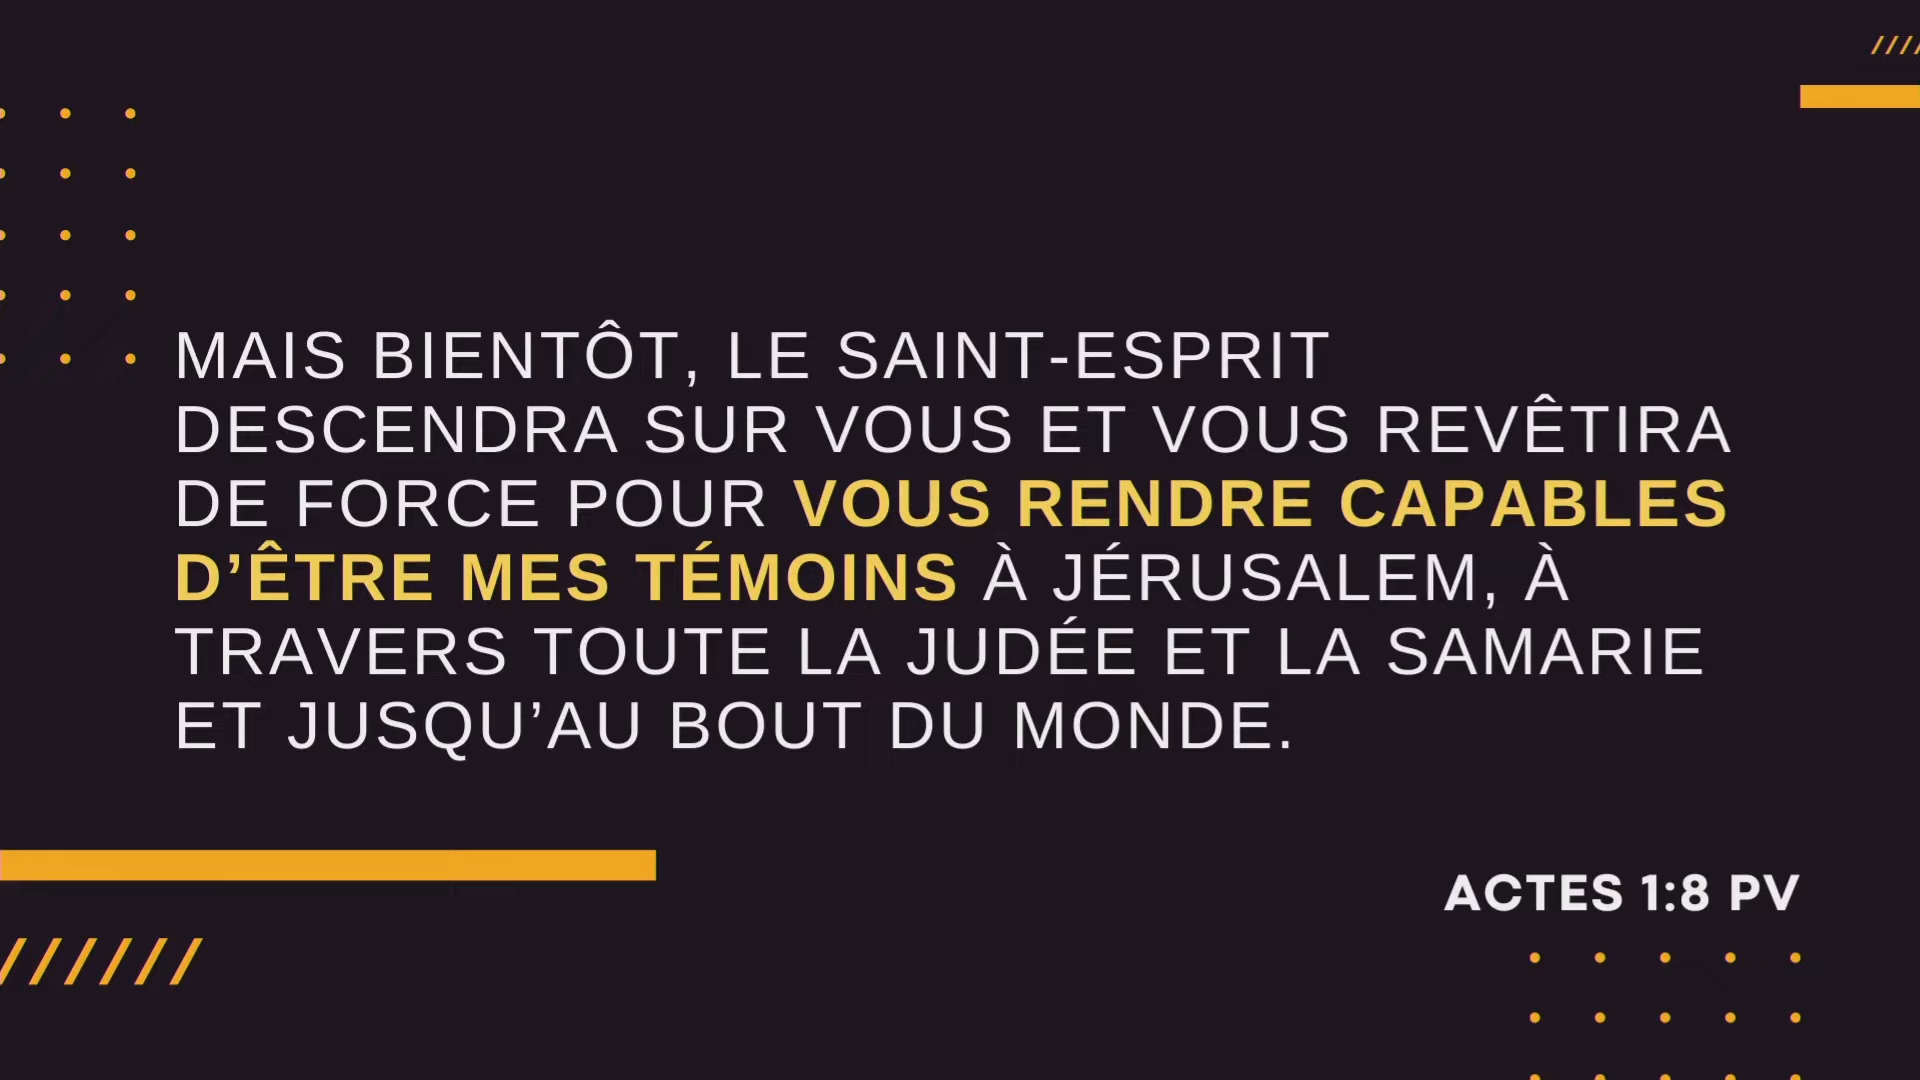 MAIS BIENTÔT, LE SAINT-ESPRIT
DESCENDRA SUR VOUS ET VOUS REVÊTIRA
DE FORCE POUR VOUS RENDRE CAPABLES
D’ÊTRE MES TÉMOINS À JÉRUSALEM, À
TRAVERS TOUTE LA JUDÉE ET LA SAMARIE
ET JUSQU’AU BOUT DU MONDE.
ACTES 1:8 PV